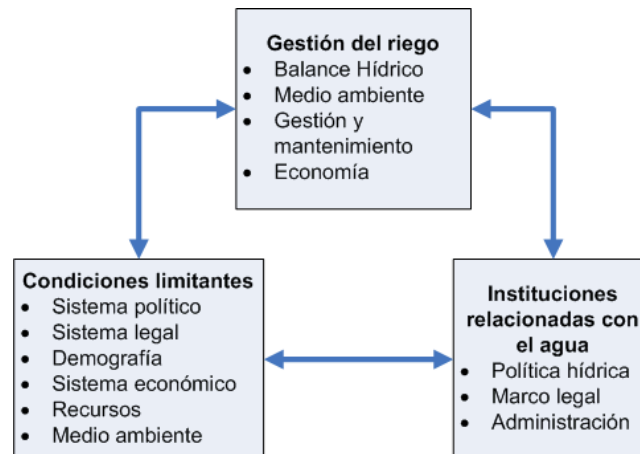 Gestión del riego
• Balance Hídrico
• Medio ambiente
• Gestión y
mantenimiento
• Economía
Condiciones limitantes
• Sistema político
• Sistema legal
• Demografía
• Sistema económico
• Recursos
• Medio ambiente
Instituciones
relacionadas con
el agua
• Política hídrica
• Marco legal
• Administración